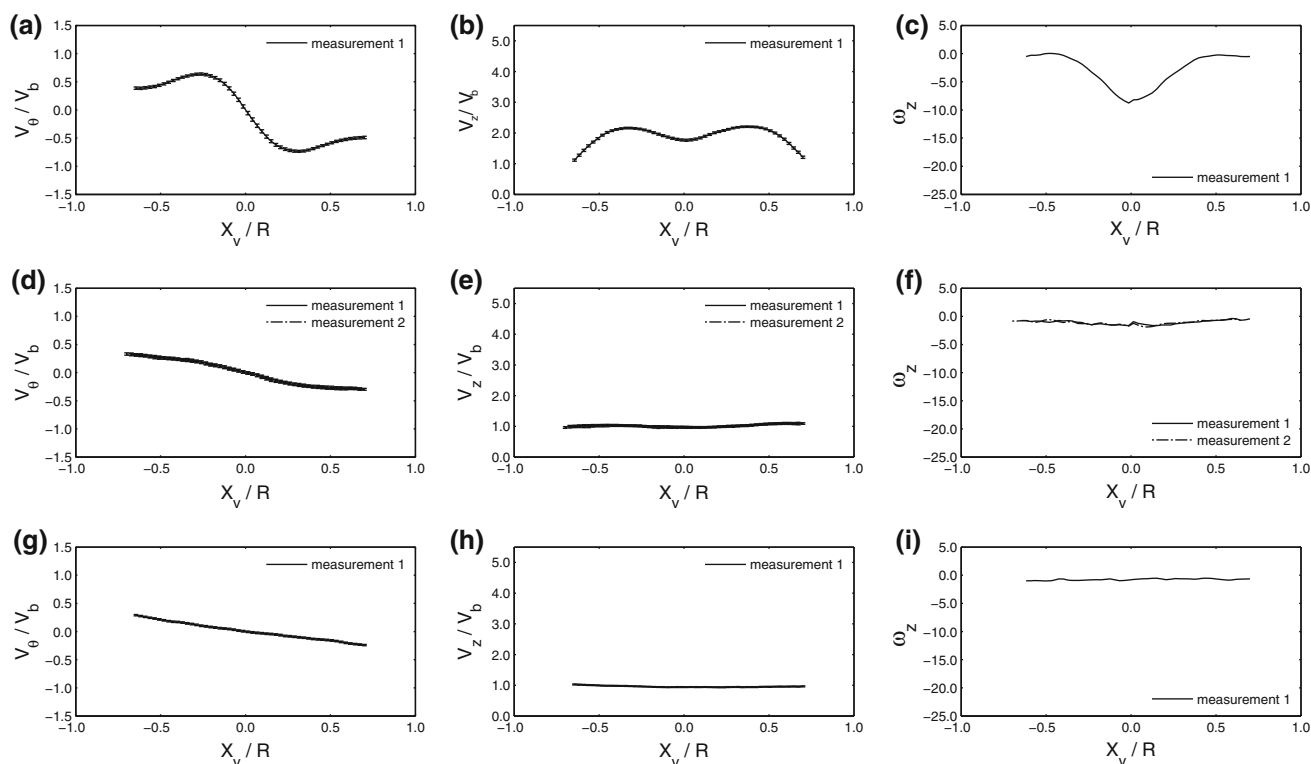 (a)
measurement 1
1.5
1.0
0.5
0.0
−0.5
−1.0
−1.5
V_θ / V_b
−1.0 −0.5 0.0 0.5 1.0
X_v / R
(b)
measurement 1
5.0
4.0
3.0
2.0
1.0
0.0
V_z / V_b
−1.0 −0.5 0.0 0.5 1.0
X_v / R
(c)
5.0
0.0
−5.0
−10.0
−15.0
−20.0
−25.0
ω_z
measurement 1
−1.0 −0.5 0.0 0.5 1.0
X_v / R
(d)
measurement 1
measurement 2
1.5
1.0
0.5
0.0
−0.5
−1.0
−1.5
V_θ / V_b
−1.0 −0.5 0.0 0.5 1.0
X_v / R
(e)
measurement 1
measurement 2
5.0
4.0
3.0
2.0
1.0
0.0
V_z / V_b
−1.0 −0.5 0.0 0.5 1.0
X_v / R
(f)
5.0
0.0
−5.0
−10.0
−15.0
−20.0
−25.0
ω_z
measurement 1
measurement 2
−1.0 −0.5 0.0 0.5 1.0
X_v / R
(g)
measurement 1
1.5
1.0
0.5
0.0
−0.5
−1.0
−1.5
V_θ / V_b
−1.0 −0.5 0.0 0.5 1.0
X_v / R
(h)
measurement 1
5.0
4.0
3.0
2.0
1.0
0.0
V_z / V_b
−1.0 −0.5 0.0 0.5 1.0
X_v / R
(i)
5.0
0.0
−5.0
−10.0
−15.0
−20.0
−25.0
ω_z
measurement 1
−1.0 −0.5 0.0 0.5 1.0
X_v / R